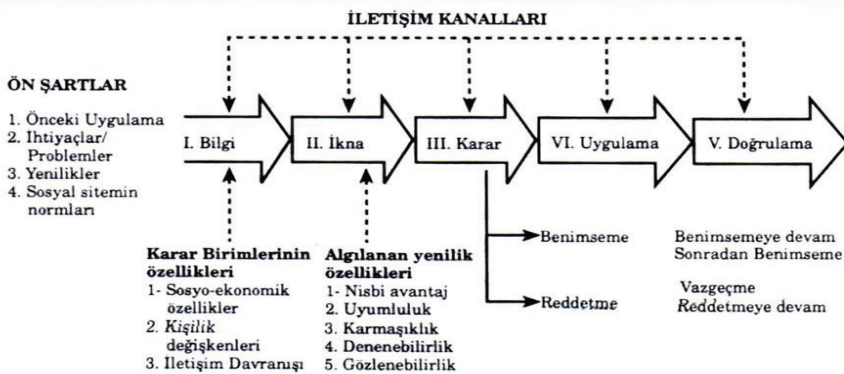 İLETİŞİM KANALLARI
ÖN ŞARTLAR
1. Önceki Uygulama
2. Ihtiyaçlar/
Problemler
3. Yenilikler
4. Sosyal sitemin
normları
I. Bilgi
II. İkna
III. Karar
VI. Uygulama
V. Doğrulama
Karar Birimlerinin
özellikleri
1- Sosyo-ekonomik
özellikler
2. Kişilik
değişkenleri
3. İletişim Davranışı
Algılanan yenilik
özellikleri
1- Nisbi avantaj
2. Uyumluluk
3. Karmaşıklık
4. Denenebilirlik
5. Gözlenebilirlik
Benimseme
Reddetme
Benimsemeye devam
Sonradan Benimseme
Vazgeçme
Reddetmeye devam